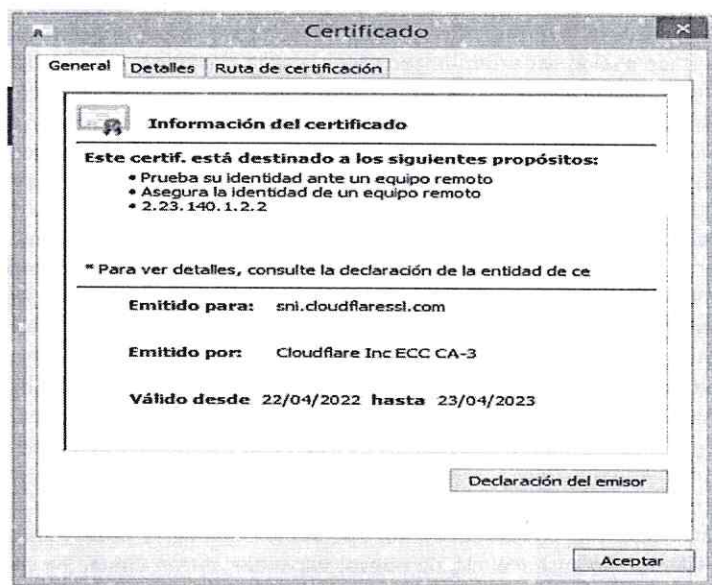 Certificado
General Detalles Ruta de certificación
Información del certificado
Este certif. está destinado a los siguientes propósitos:
• Prueba su identidad ante un equipo remoto
• Asegura la identidad de un equipo remoto
• 2.23.140.1.2.2
* Para ver detalles, consulte la declaración de la entidad de ce
Emitido para: sni.cloudflaressl.com
Emitido por: Cloudflare Inc ECC CA-3
Válido desde 22/04/2022 hasta 23/04/2023
Declaración del emisor
Aceptar